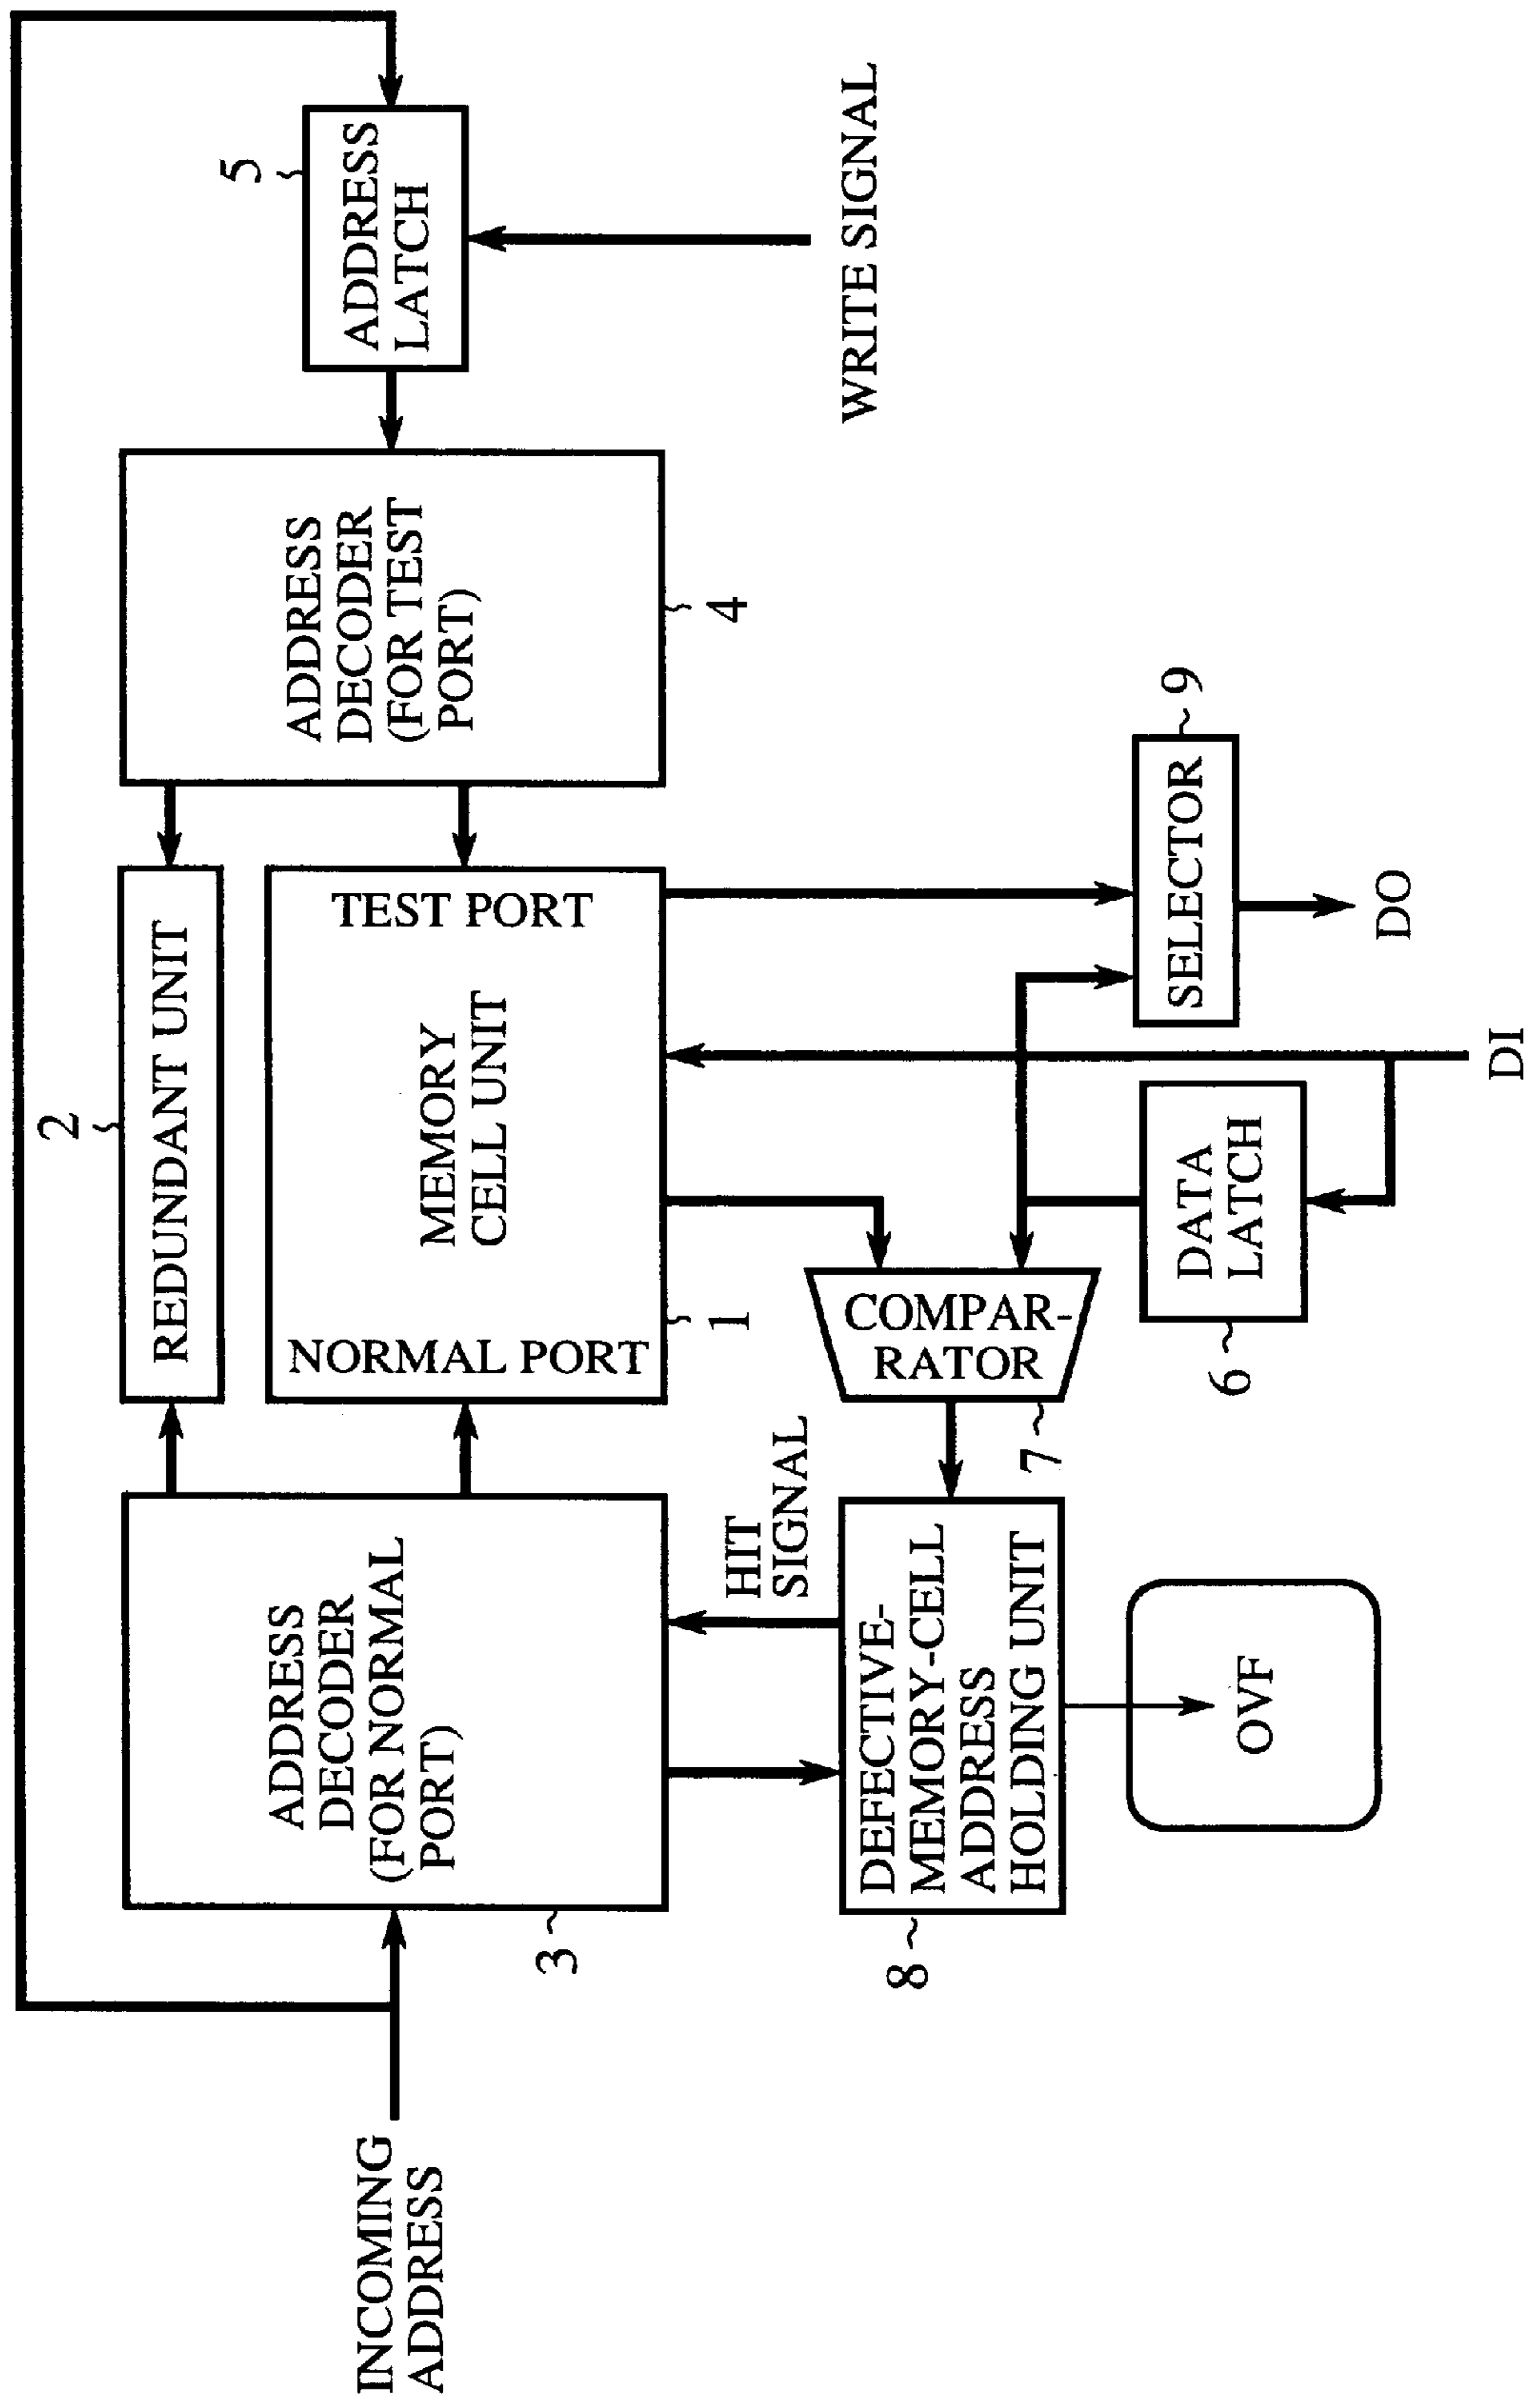 INCOMING
ADDRESS
3
ADDRESS
DECODER
(FOR NORMAL
PORT)
2
REDUNDANT UNIT
NORMAL PORT
MEMORY
CELL UNIT
TEST PORT
1
ADDRESS
DECODER
(FOR TEST
PORT)
4
5
ADDRESS
LATCH
WRITE SIGNAL
HIT
SIGNAL
8
DEFECTIVE-
MEMORY-CELL
ADDRESS
HOLDING UNIT
OVF
7
COMPAR-
RATOR
6
DATA
LATCH
DI
SELECTOR
9
DO